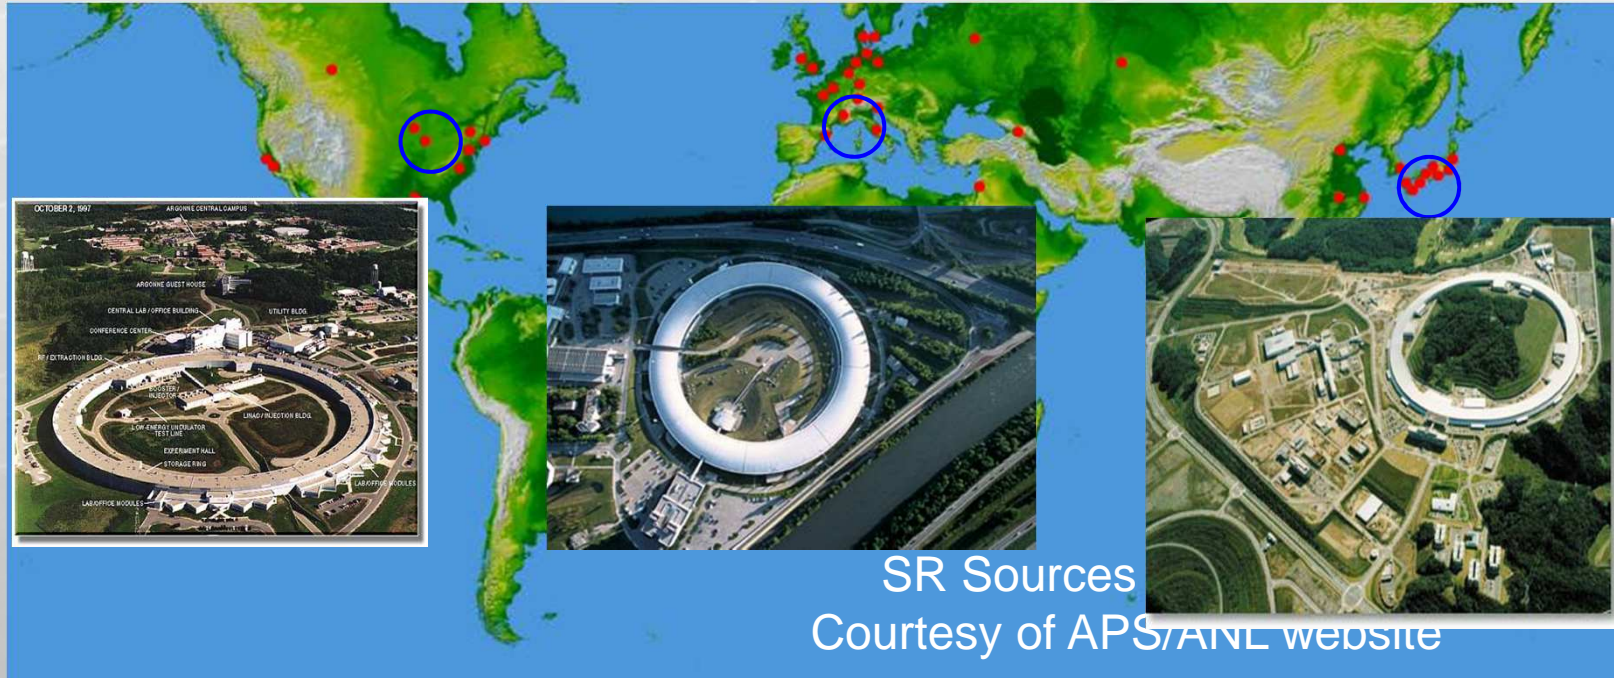 OCTOBER 2, 1997
ARGONNE CENTRAL CAMPUS
ARGONNE GUEST HOUSE
CENTRAL LAB / OFFICE BUILDING
UTILITY BLDG.
CONFERENCE CENTER
RF / EXTRACTION BLDG.
BOOSTER /
INJECTOR
LINAC / INJECTION BLDG.
LOW-ENERGY UNDULATOR
TEST LINE
EXPERIMENT HALL
STORAGE RING
LAB/OFFICE MODULES
LAB/OFFICE MODULES
SR Sources
Courtesy of APS/ANL website